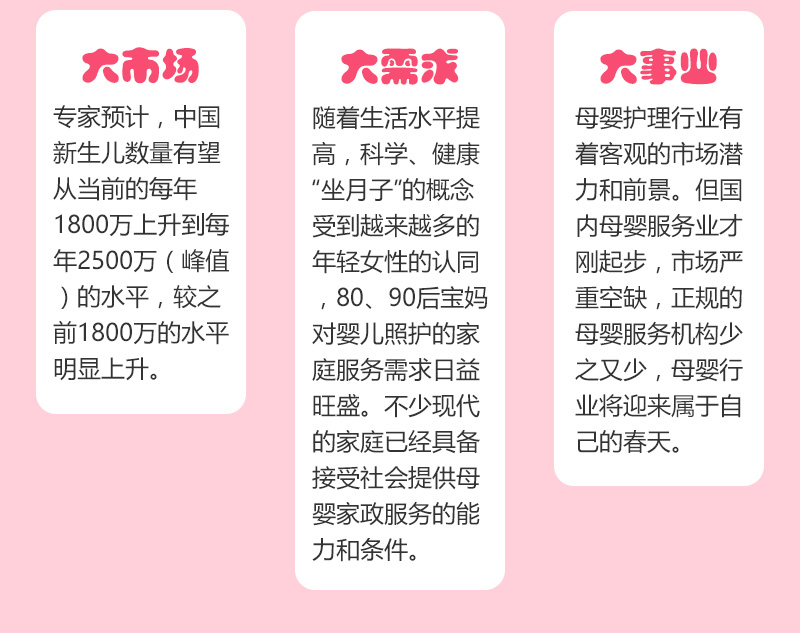 大市场
专家预计，中国
新生儿数量有望
从当前的每年
1800万上升到每
年2500万（峰值
）的水平，较之
前1800万的水平
明显上升。
大需求
随着生活水平提
高，科学、健康
“坐月子”的概念
受到越来越多的
年轻女性的认同
，80、90后宝妈
对婴儿照护的家
庭服务需求日益
旺盛。不少现代
的家庭已经具备
接受社会提供母
婴家政服务的能
力和条件。
大事业
母婴护理行业有
着客观的市场潜
力和前景。但国
内母婴服务业才
刚起步，市场严
重空缺，正规的
母婴服务机构少
之又少，母婴行
业将迎来属于自
己的春天。